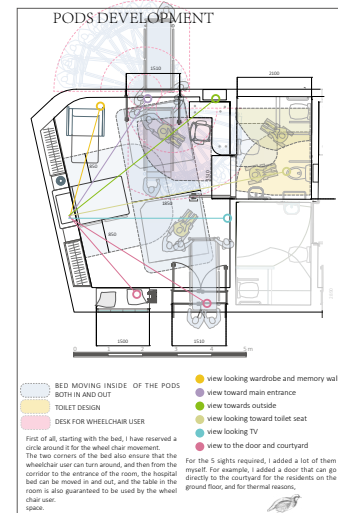 PODS DEVELOPMENT
1510
2100
850
1510
1050
850
1500
1510
0 1 2 3 4 5 m
BED MOVING INSIDE OF THE PODS
BOTH IN AND OUT
TOILET DESIGN
DESK FOR WHEELCHAIR USER
First of all, starting with the bed, I have reserved a
circle around it for the wheel chair movement.
The two corners of the bed also ensure that the
wheelchair user can turn around, and then from the
corridor to the entrance of the room, the hospital
bed can be moved in and out, and the table in the
room is also guaranteed to be used by the wheel
chair user.
space.
view looking wardrobe and memory wal
view toward main entrance
view towards outside
view looking toward toilet seat
view looking TV
view to the door and courtyard
For the 5 sights required, I added a lot of them
myself. For example, I added a door that can go
directly to the courtyard for the residents on the
ground floor, and for thermal reasons,